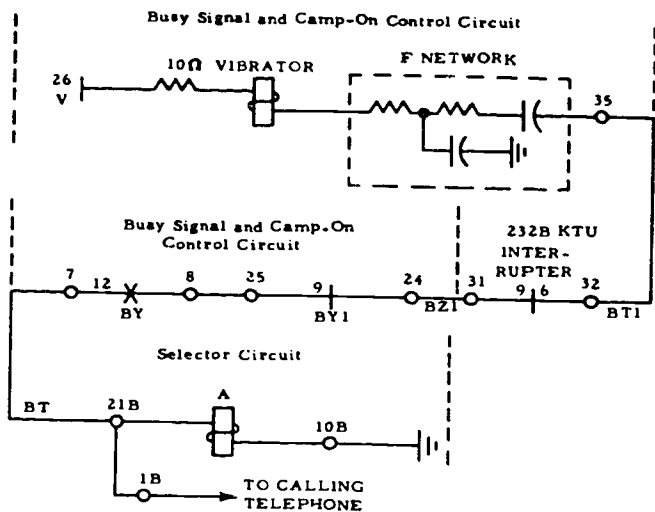 Busy Signal and Camp-On Control Circuit
10Ω VIBRATOR
F NETWORK
26
V
35
Busy Signal and Camp-On
Control Circuit
232B KTU
INTER-
RUPTER
7
12
BY
8
25
9
BY1
24
BZ1
31
9
6
32
BT1
Selector Circuit
BT
21B
A
10B
1B
TO CALLING
TELEPHONE